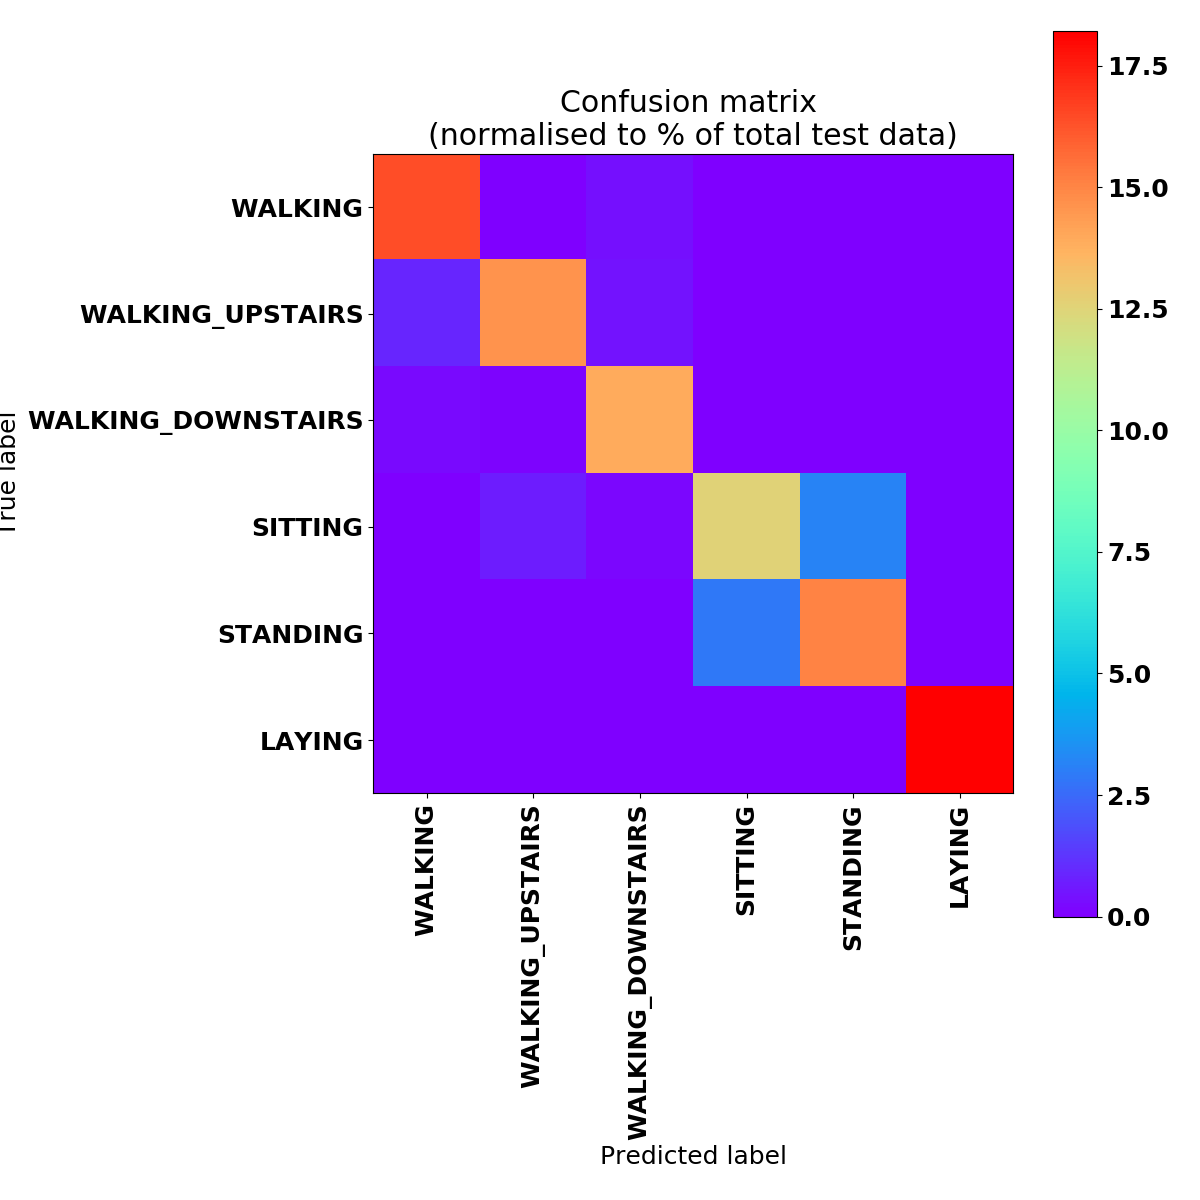 Confusion matrix
(normalised to % of total test data)
True label
WALKING
WALKING_UPSTAIRS
WALKING_DOWNSTAIRS
SITTING
STANDING
LAYING
WALKING
WALKING_UPSTAIRS
WALKING_DOWNSTAIRS
SITTING
STANDING
LAYING
Predicted label
17.5
15.0
12.5
10.0
7.5
5.0
2.5
0.0